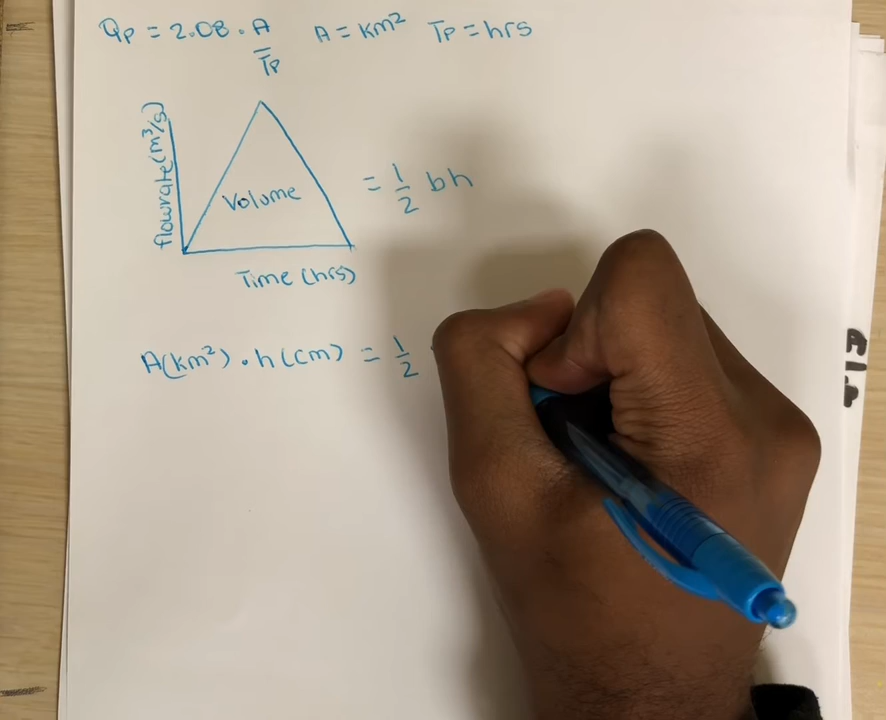 Qp = 2.08 . A/Tp A = km² Tp = hrs
flowrate (m³/s)
Volume
= 1/2 bh
Time (hrs)
A(km²) . h(cm) = 1/2